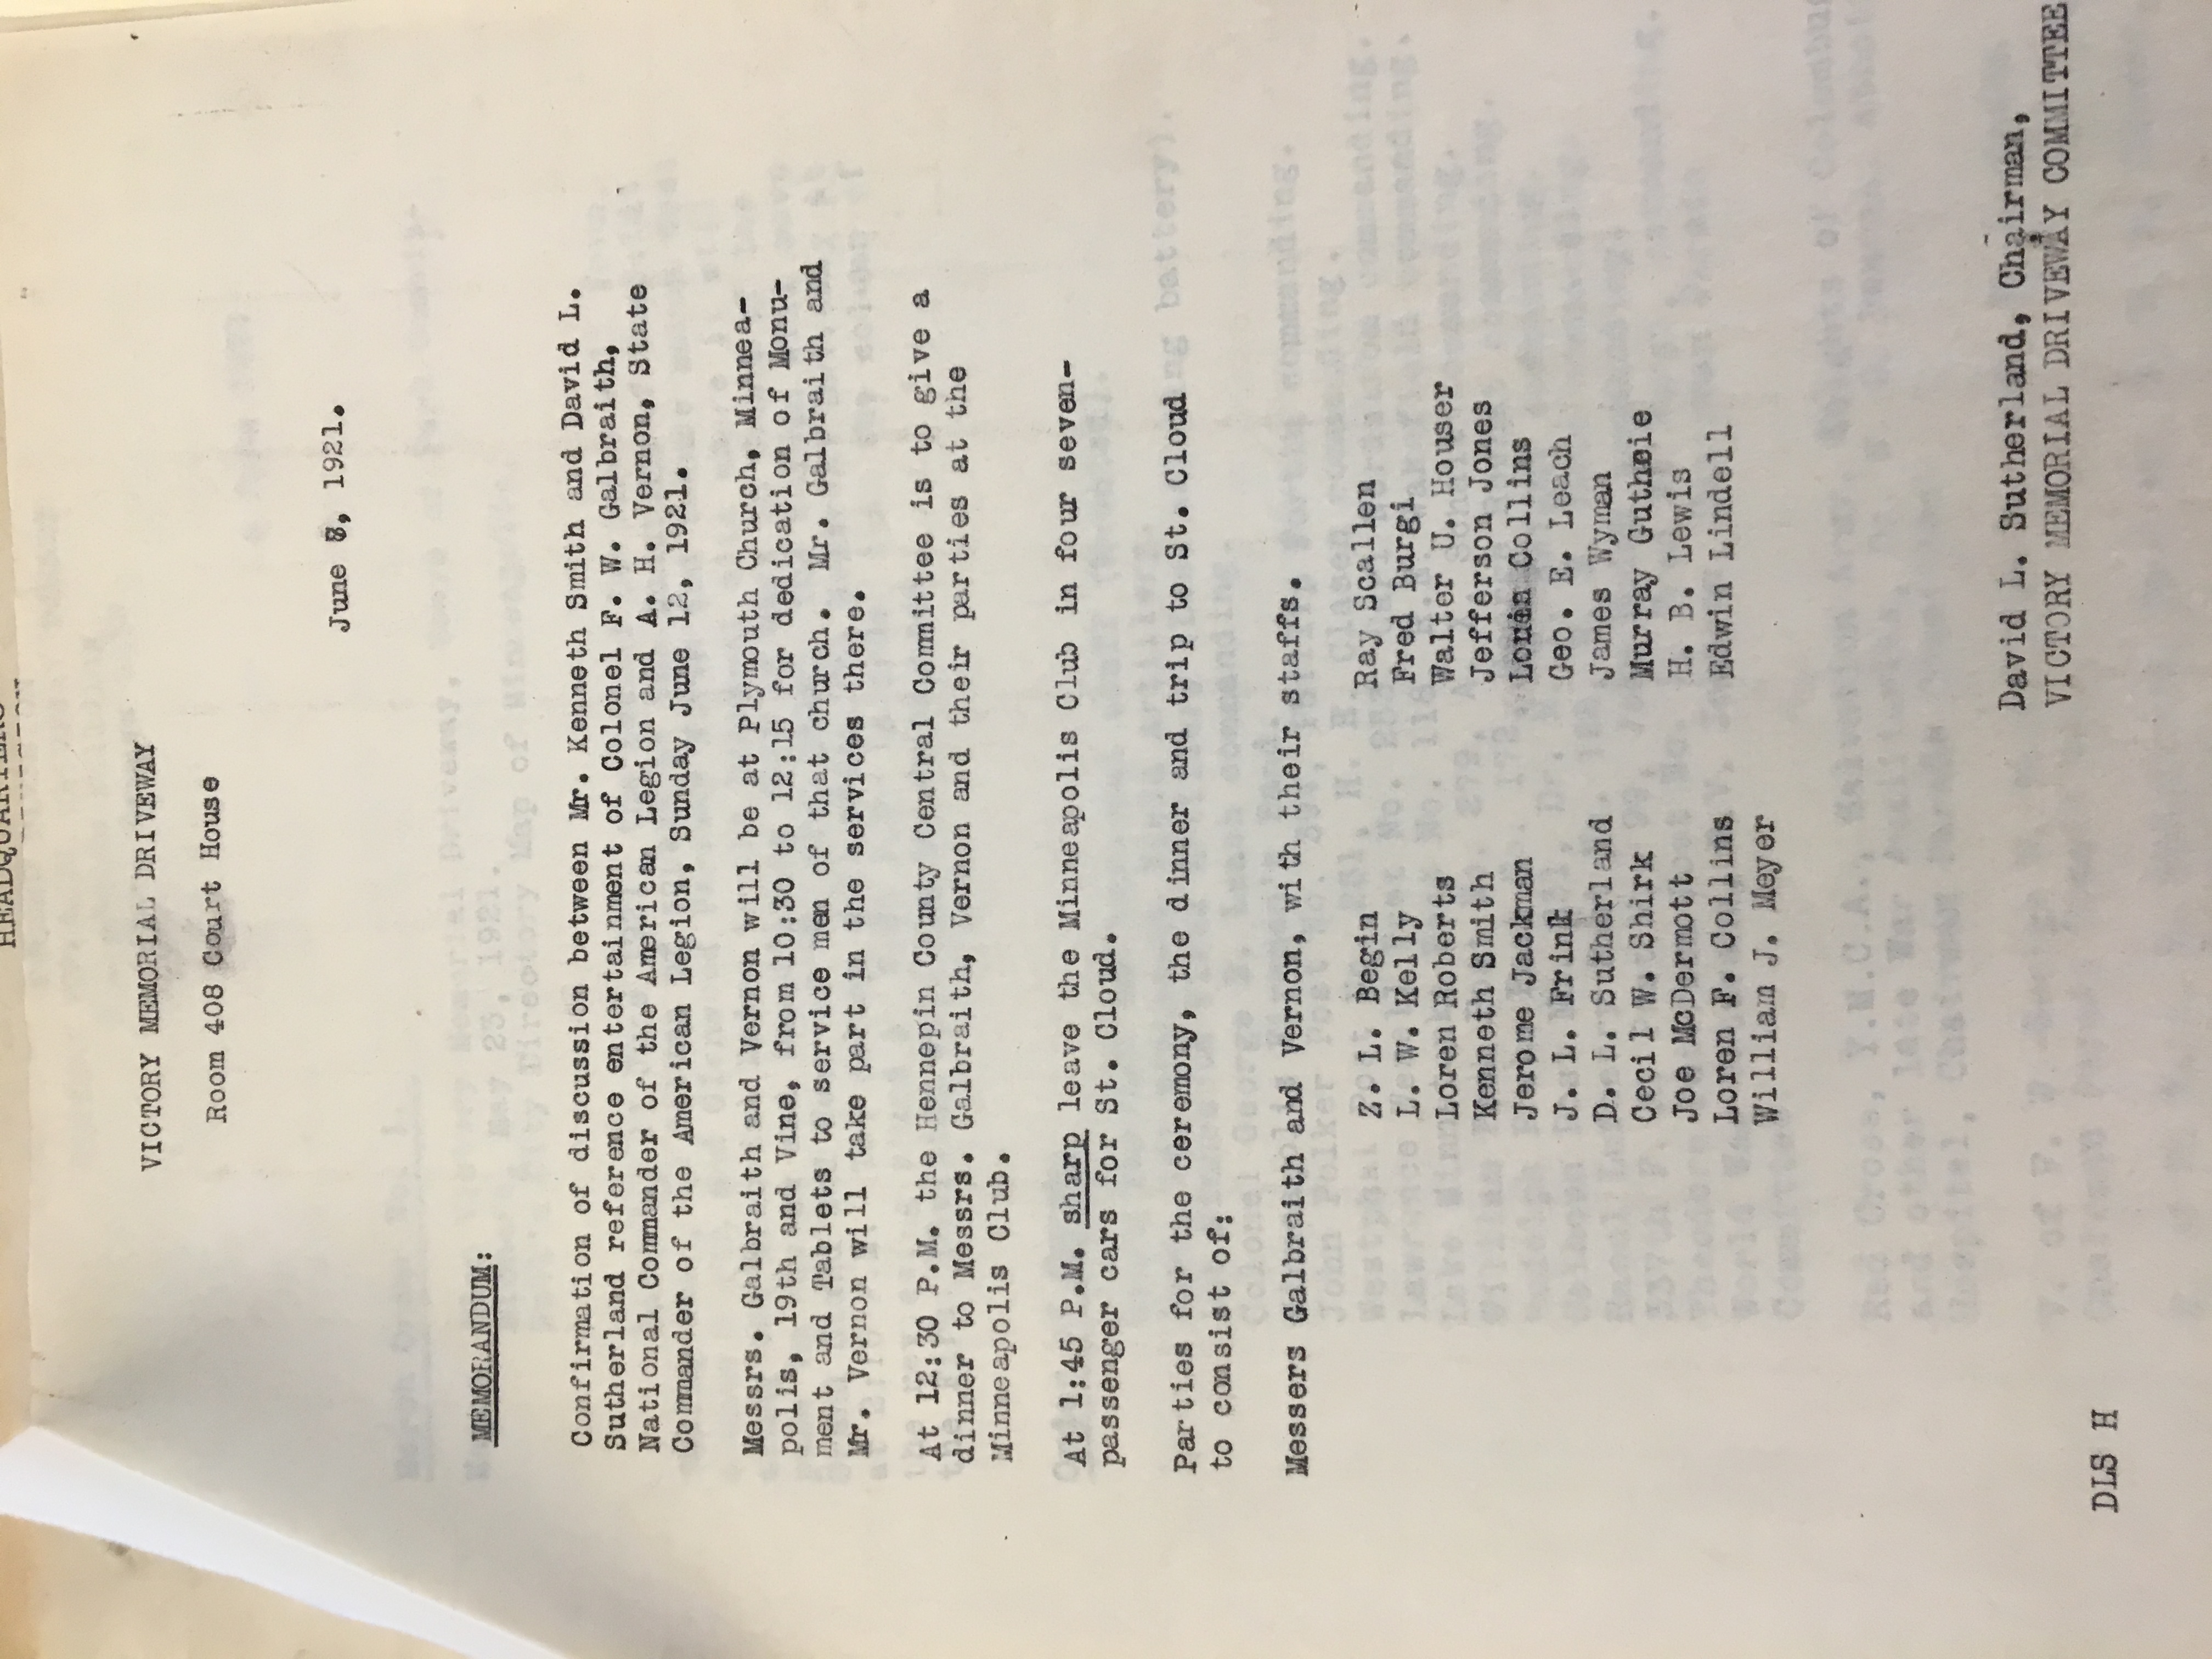 HEADQUARTERS
VICTORY MEMORIAL DRIVEWAY
Room 408 Court House
June 8, 1921.
MEMORANDUM:
Confirmation of discussion between Mr. Kenneth Smith and David L.
Sutherland reference entertainment of Colonel F. W. Galbraith,
National Commander of the American Legion and A. H. Vernon, State
Commander of the American Legion, Sunday June 12, 1921.
Messrs. Galbraith and Vernon will be at Plymouth Church, Minnea-
polis, 19th and Vine, from 10:30 to 12:15 for dedication of Monu-
ment and Tablets to service men of that church. Mr. Galbraith and
Mr. Vernon will take part in the services there.
At 12:30 P.M. the Hennepin County Central Committee is to give a
dinner to Messrs. Galbraith, Vernon and their parties at the
Minneapolis Club.
At 1:45 P.M. sharp leave the Minneapolis Club in four seven-
passenger cars for St. Cloud.
Parties for the ceremony, the dinner and trip to St. Cloud
to consist of:
Messers Galbraith and Vernon, with their staffs.
Z. L. Begin Ray Scallen
L. W. Kelly Fred Burgi
Loren Roberts Walter U. Houser
Kenneth Smith Jefferson Jones
Jerome Jackman Collins
J. L. Frink Geo. E. Leach
D. L. Sutherland James Wyman
Cecil W. Shirk Murray Guthrie
Joe McDermott H. B. Lewis
Loren F. Collins Edwin Lindell
William J. Meyer
David L. Sutherland, Chairman,
VICTORY MEMORIAL DRIVEWAY COMMITTEE
DLS H